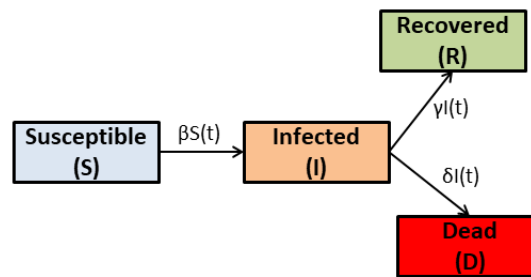 Recovered
(R)
Susceptible
(S)
βS(t)
Infected
(I)
γI(t)
δI(t)
Dead
(D)